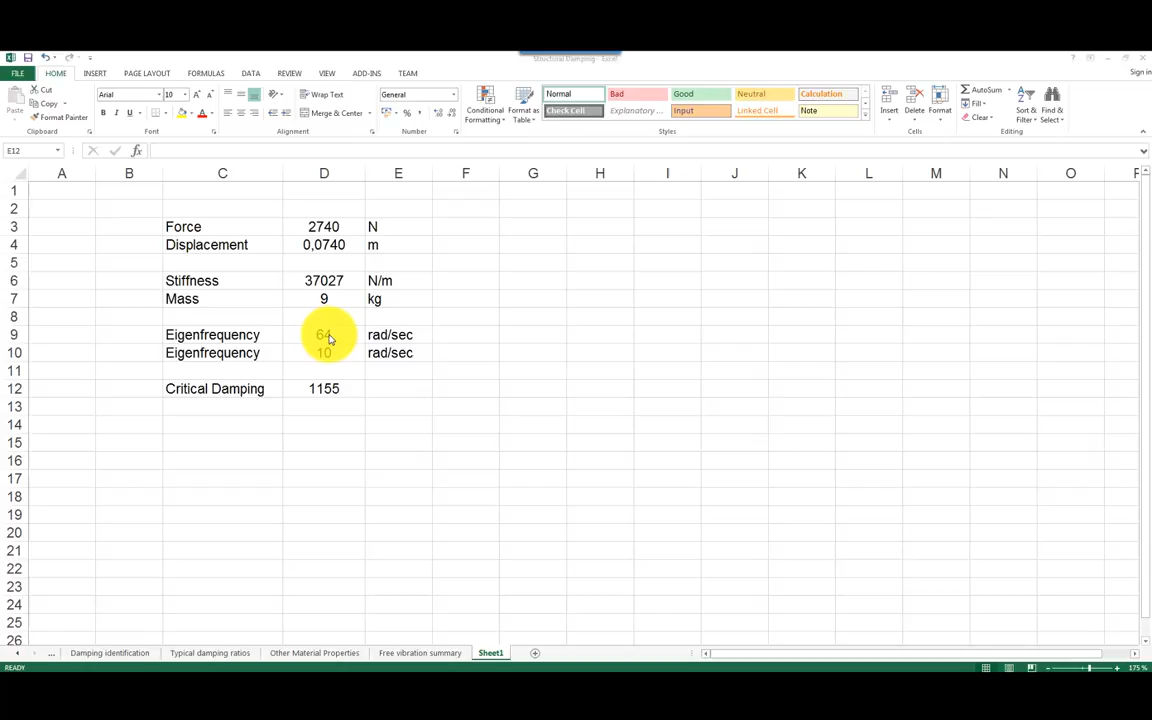 Structural Damping - Excel
Sign in
FILE HOME INSERT PAGE LAYOUT FORMULAS DATA REVIEW VIEW ADD-INS TEAM
Paste
Cut
Copy
Format Painter
Clipboard
Arial 10
B I U
Font
Wrap Text
Merge & Center
Alignment
General
%
Number
Conditional Formatting
Format as Table
Normal Bad Good Neutral Calculation
Check Cell Explanatory ... Input Linked Cell Note
Styles
Insert Delete Format
Cells
AutoSum
Fill
Clear
Sort & Filter
Find & Select
Editing
E12
fx
A B C D E F G H I J K L M N O P
1
2
3 Force 2740 N
4 Displacement 0,0740 m
5
6 Stiffness 37027 N/m
7 Mass 9 kg
8
9 Eigenfrequency 64 rad/sec
10 Eigenfrequency 10 rad/sec
11
12 Critical Damping 1155
13
14
15
16
17
18
19
20
21
22
23
24
25
26
... Damping identification Typical damping ratios Other Material Properties Free vibration summary Sheet1
READY
175 %